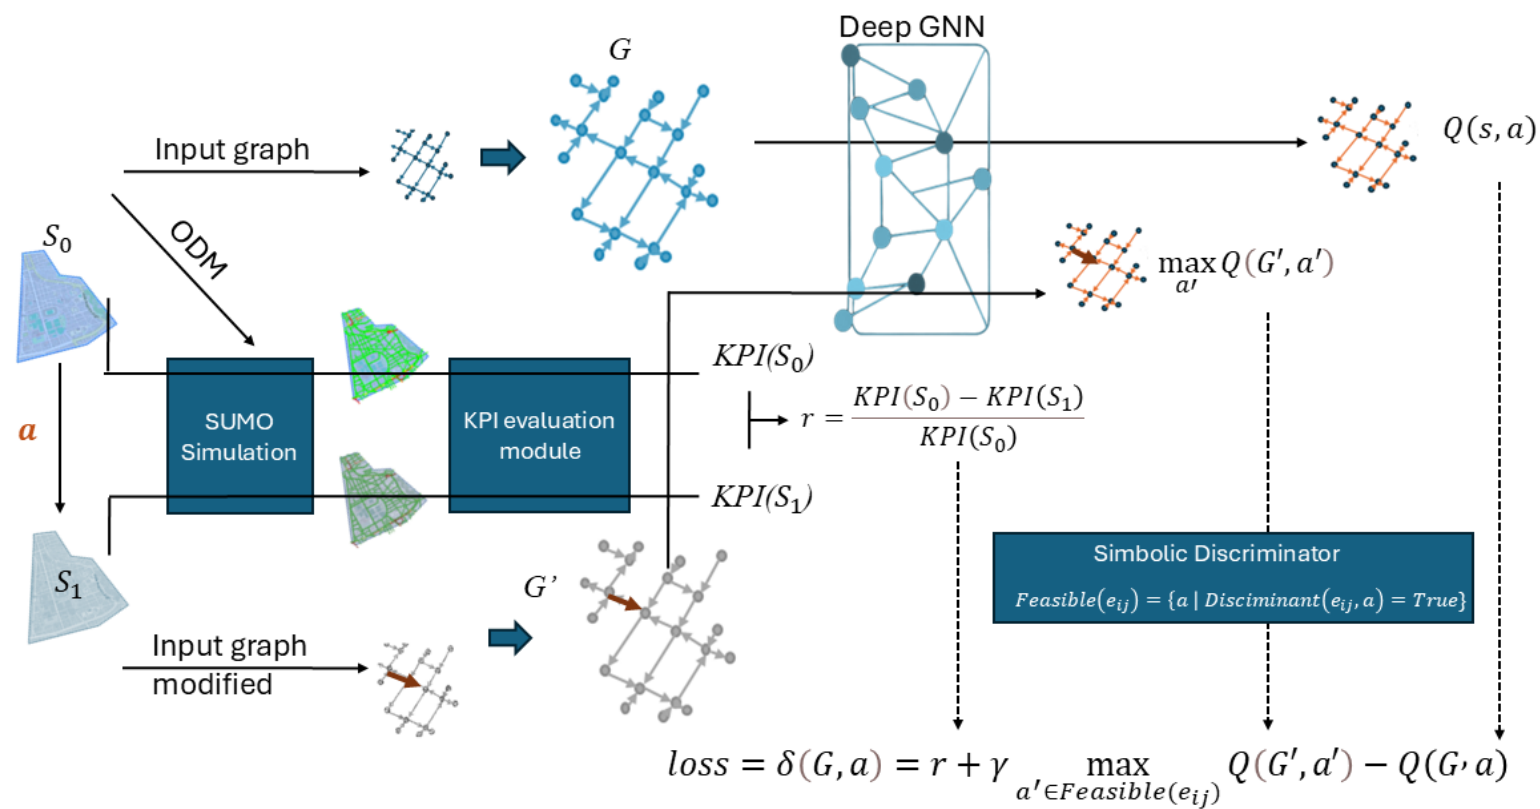 Deep GNN
G
Input graph
Q(s, a)
ODM
S₀
max Q(G′, a′)
a′
KPI(S₀)
a
SUMO
Simulation
KPI evaluation
module
r = (KPI(S₀) − KPI(S₁)) / KPI(S₀)
KPI(S₁)
S₁
G’
Simbolic Discriminator
Feasible(eᵢⱼ) = {a | Disciminant(eᵢⱼ, a) = True}
Input graph
modified
loss = δ(G, a) = r + γ max Q(G′, a′) − Q(G, a)
a′∈Feasible(eᵢⱼ)